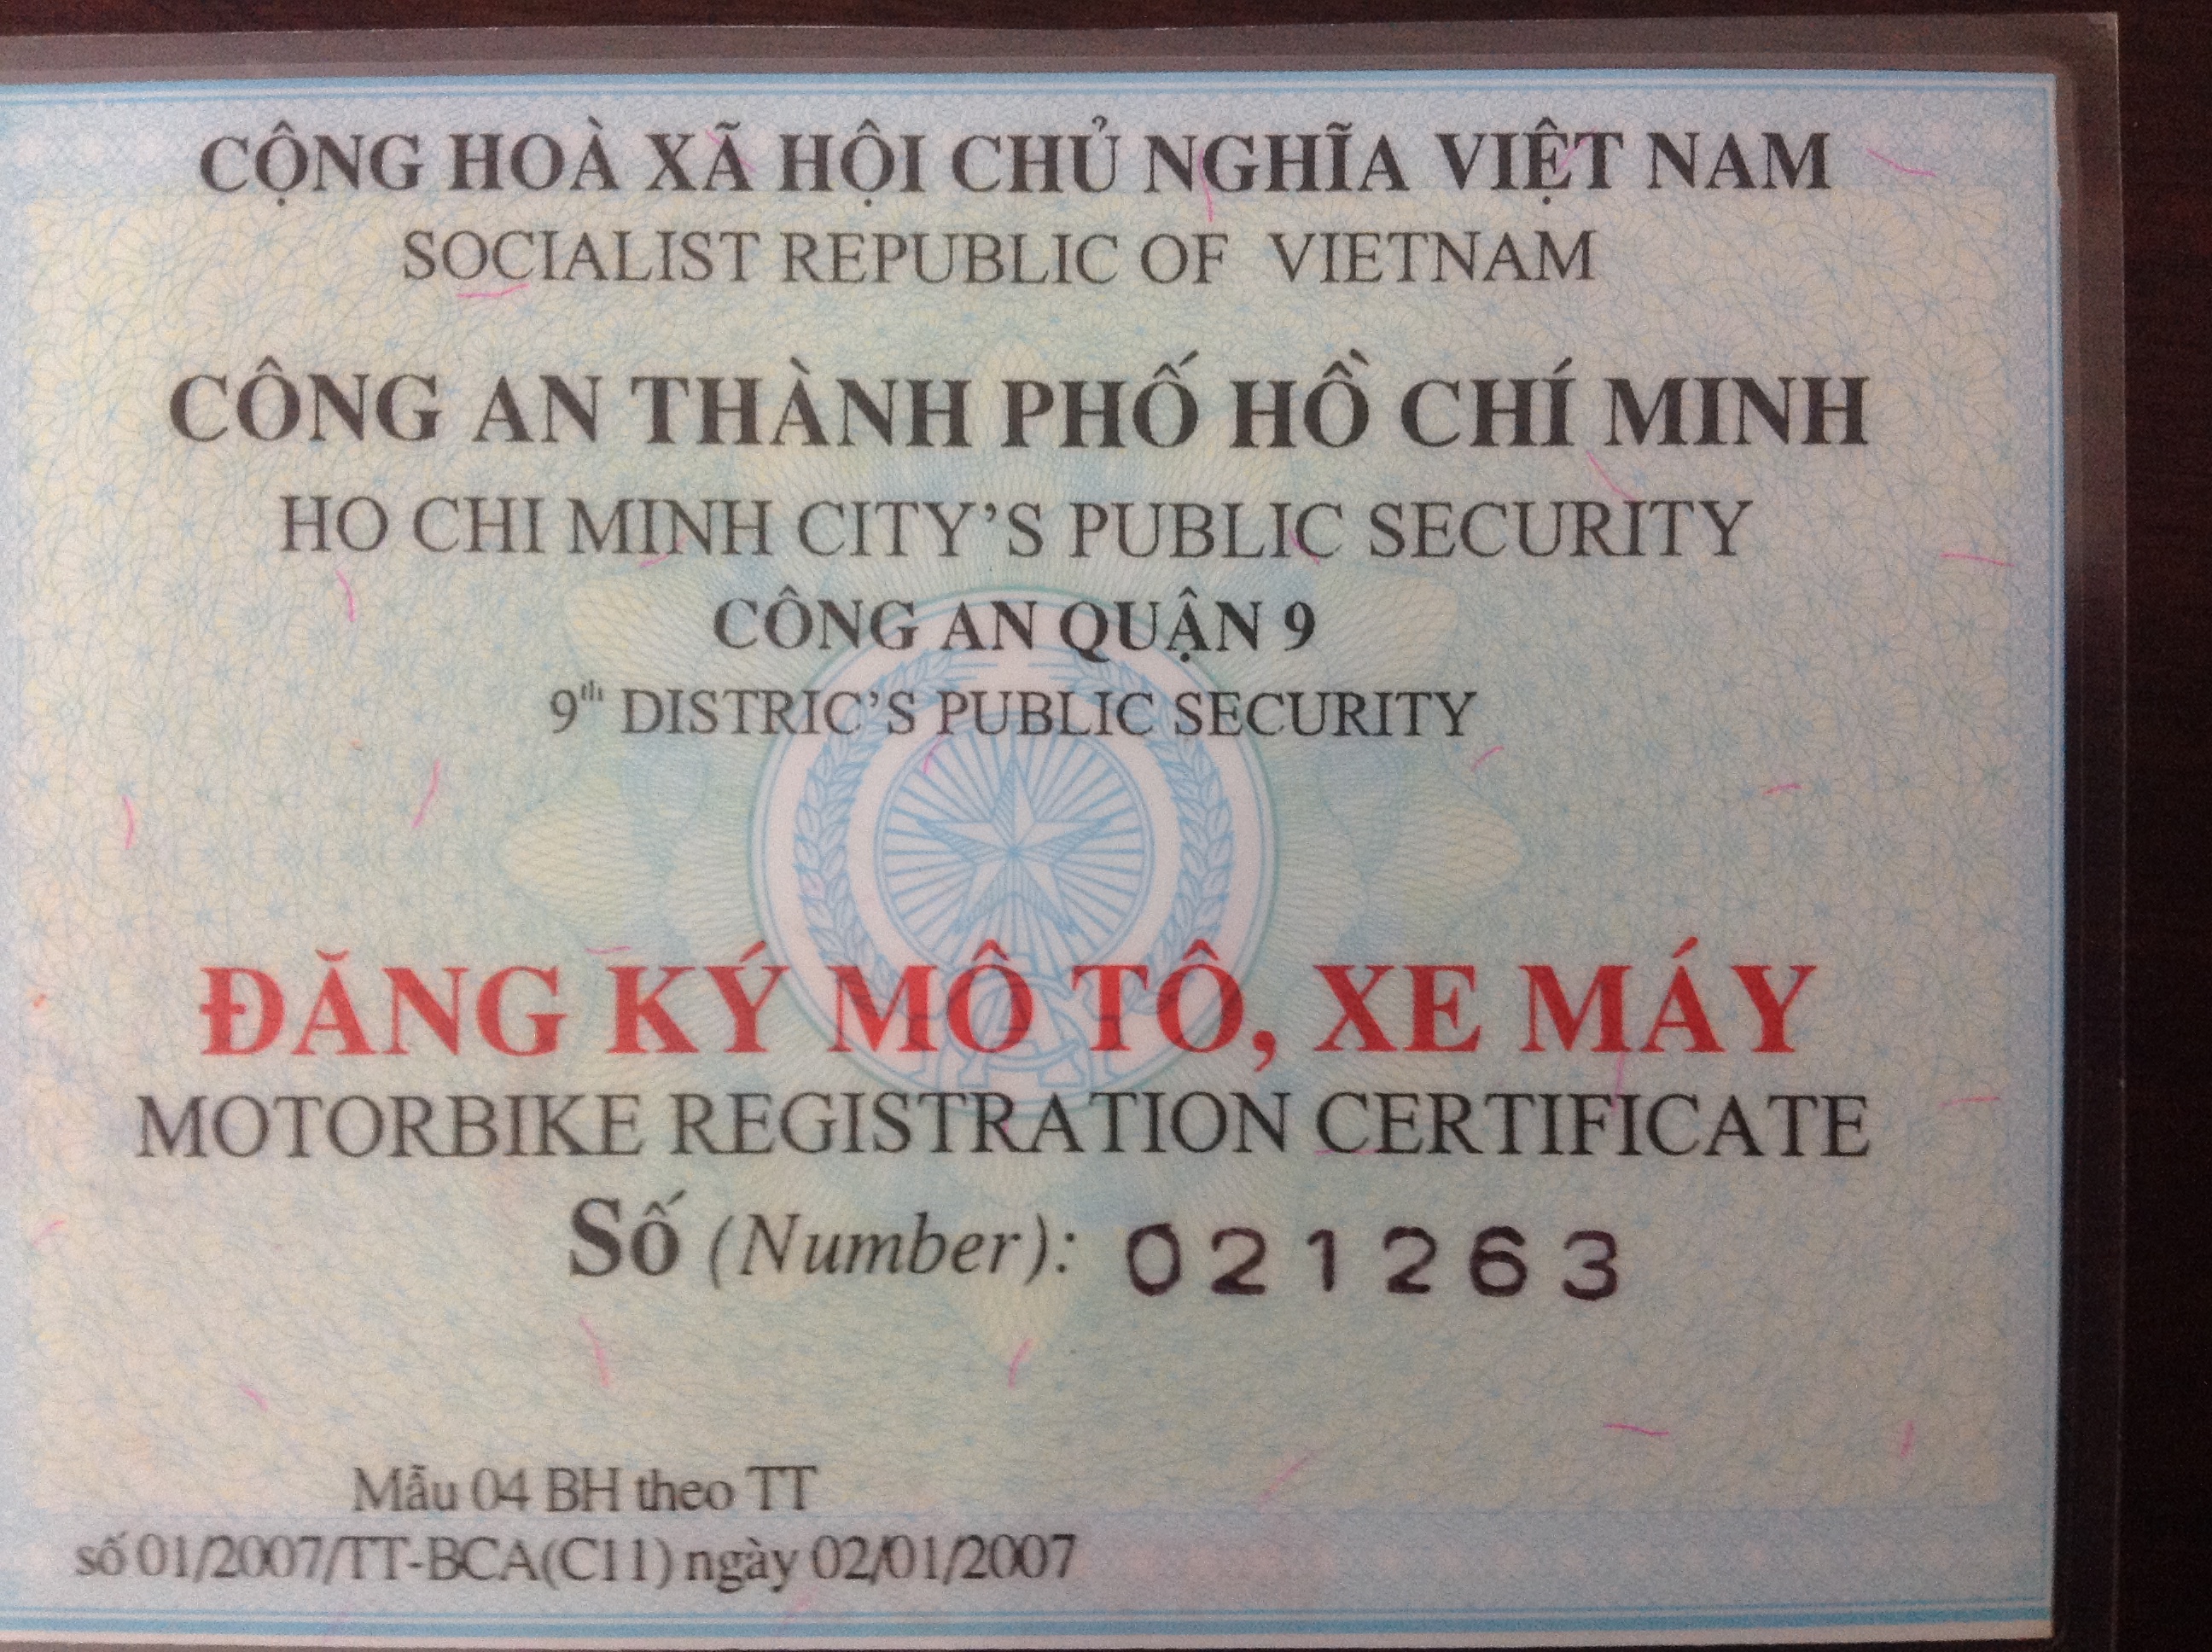 CỘNG HOÀ XÃ HỘI CHỦ NGHĨA VIỆT NAM
SOCIALIST REPUBLIC OF VIETNAM
CÔNG AN THÀNH PHỐ HỒ CHÍ MINH
HO CHI MINH CITY’S PUBLIC SECURITY
CÔNG AN QUẬN 9
9th DISTRIC’S PUBLIC SECURITY
ĐĂNG KÝ MÔ TÔ, XE MÁY
MOTORBIKE REGISTRATION CERTIFICATE
Số (Number): 021263
Mẫu 04 BH theo TT
số 01/2007/TT-BCA(C11) ngày 02/01/2007